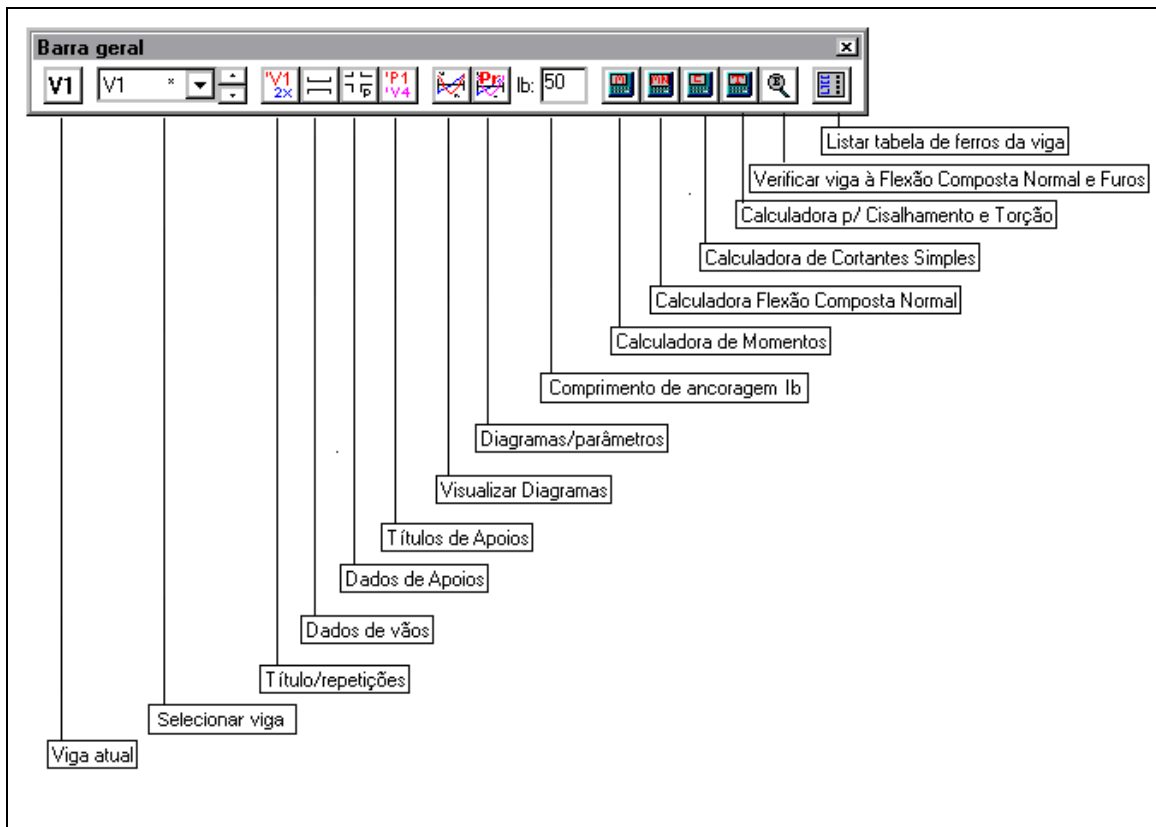 Barra geral
V1 V1 * 'V1 2x P 'P1 'V4 Pr lb: 50
Listar tabela de ferros da viga
Verificar viga à Flexão Composta Normal e Furos
Calculadora p/ Cisalhamento e Torção
Calculadora de Cortantes Simples
Calculadora Flexão Composta Normal
Calculadora de Momentos
Comprimento de ancoragem lb
Diagramas/parâmetros
Visualizar Diagramas
Títulos de Apoios
Dados de Apoios
Dados de vãos
Título/repetições
Selecionar viga
Viga atual